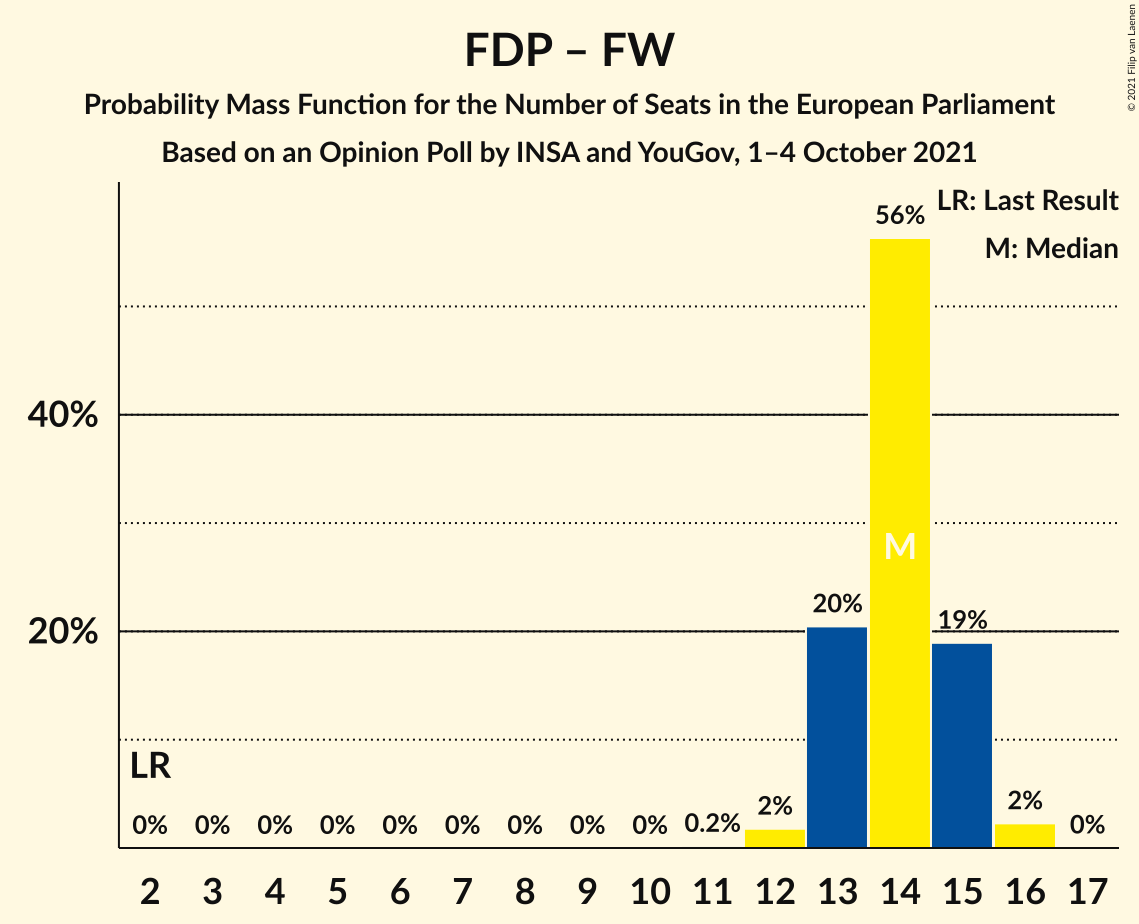 FDP – FW
Probability Mass Function for the Number of Seats in the European Parliament
Based on an Opinion Poll by INSA and YouGov, 1–4 October 2021
© 2021 Filip van Laenen
LR: Last Result
M: Median
56%
40%
M
20%
20%
19%
LR
0% 0% 0% 0% 0% 0% 0% 0% 0% 0.2% 2% 2% 0%
2 3 4 5 6 7 8 9 10 11 12 13 14 15 16 17